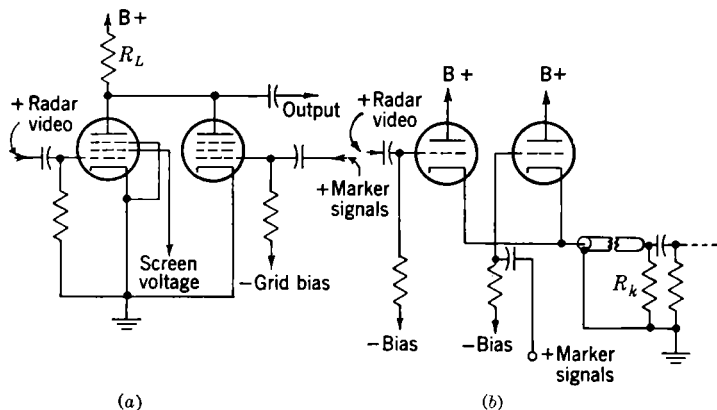 B+
R_L
+ Radar
video
Output
+ Marker
signals
Screen
voltage
− Grid bias
(a)
B+
B+
+ Radar
video
R_k
− Bias
− Bias
+ Marker
signals
(b)